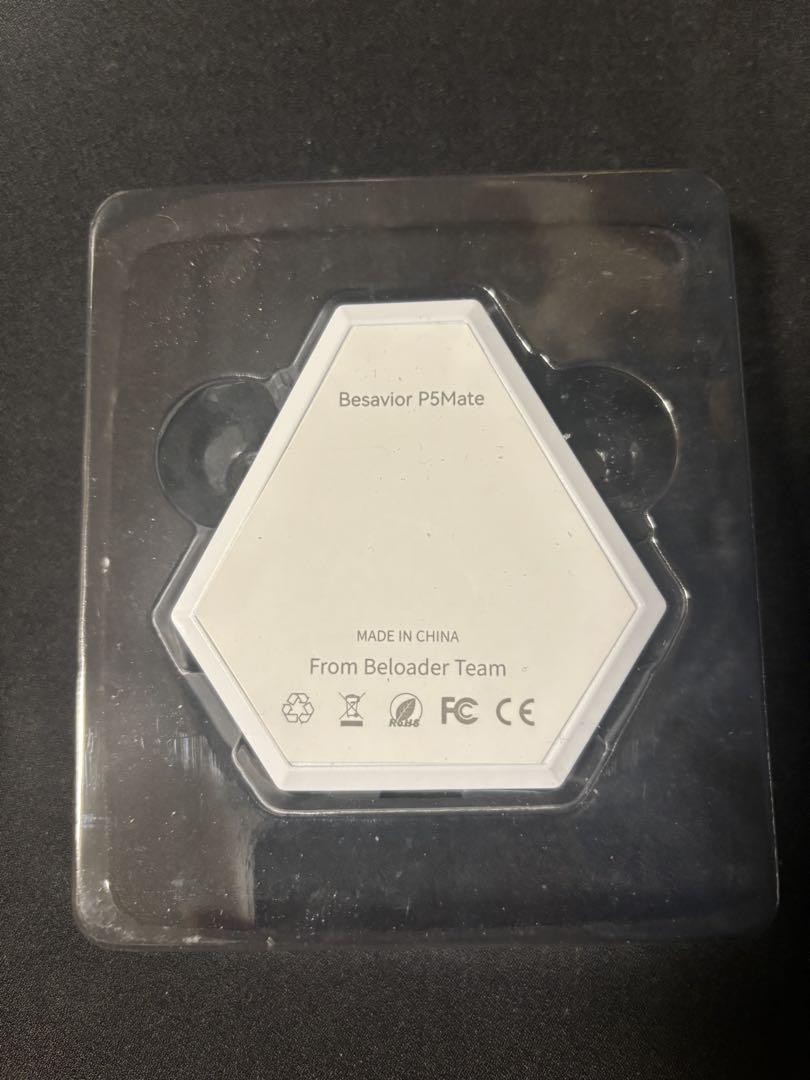 Besavior P5Mate
MADE IN CHINA
From Beloader Team
RoHS
FC CE